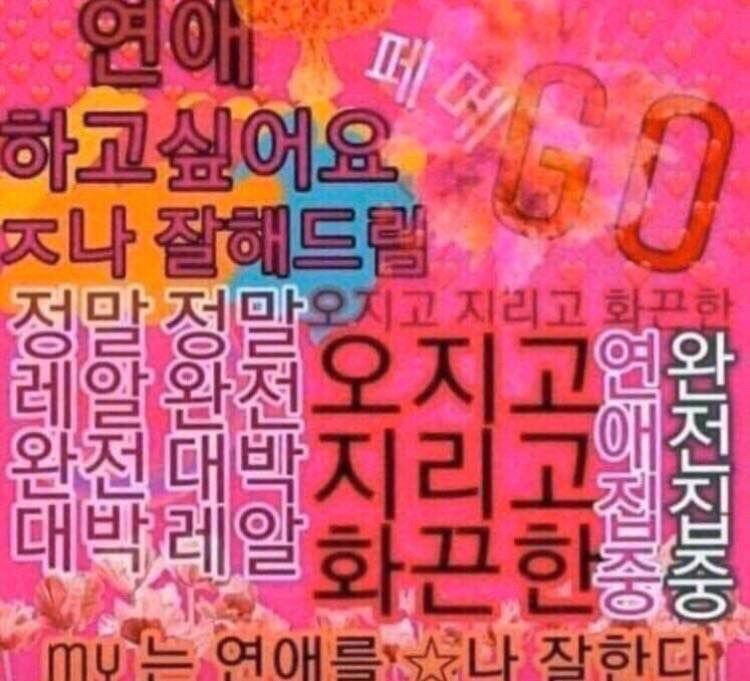 연애
하고싶어요
ㅈ나 잘해드림
페메
GO
정말 정말
레알 완전
완전 대박
대박 레알
오지고 지리고 화끈한
오지고
지리고
화끈한
연애집중
완전집중
my는 연애를 ☆나 잘한다